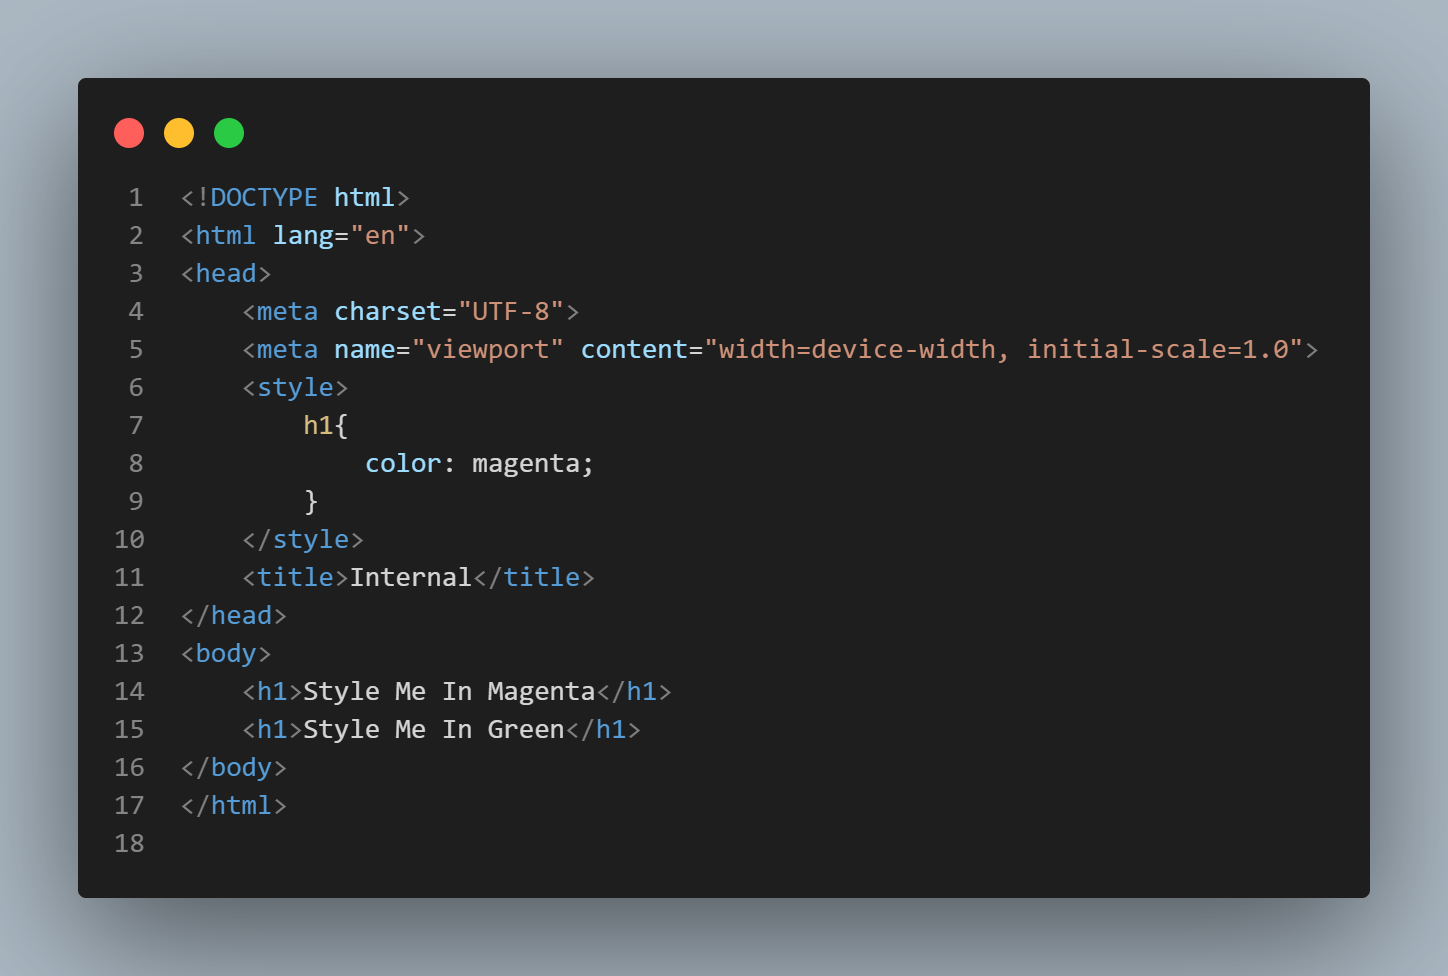 1 <!DOCTYPE html>
2 <html lang="en">
3 <head>
4     <meta charset="UTF-8">
5     <meta name="viewport" content="width=device-width, initial-scale=1.0">
6     <style>
7         h1{
8             color: magenta;
9         }
10     </style>
11     <title>Internal</title>
12 </head>
13 <body>
14     <h1>Style Me In Magenta</h1>
15     <h1>Style Me In Green</h1>
16 </body>
17 </html>
18